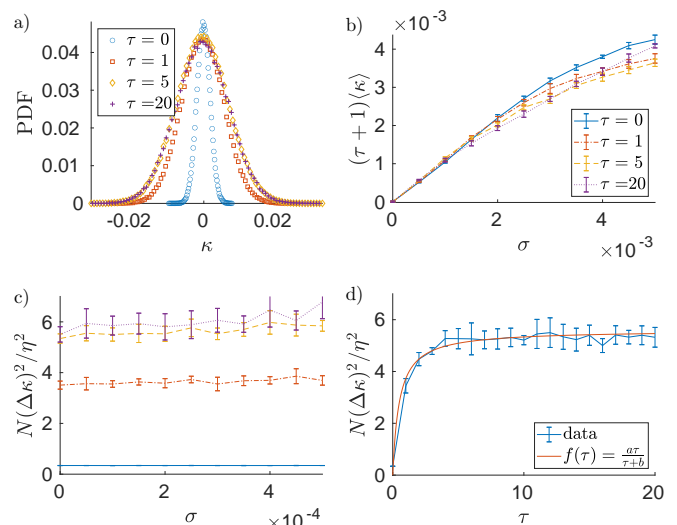 a)
PDF
0.04
0.03
0.02
0.01
0
-0.02
0
0.02
κ
τ = 0
τ = 1
τ = 5
τ = 20
b)
×10⁻³
(τ + 1)⟨κ⟩
4
3
2
1
0
0
2
4
σ
×10⁻³
τ = 0
τ = 1
τ = 5
τ = 20
c)
N(Δκ)²/η²
6
4
2
0
0
2
4
σ
×10⁻⁴
d)
N(Δκ)²/η²
6
4
2
0
0
10
20
τ
data
f(τ) = aτ/(τ+b)